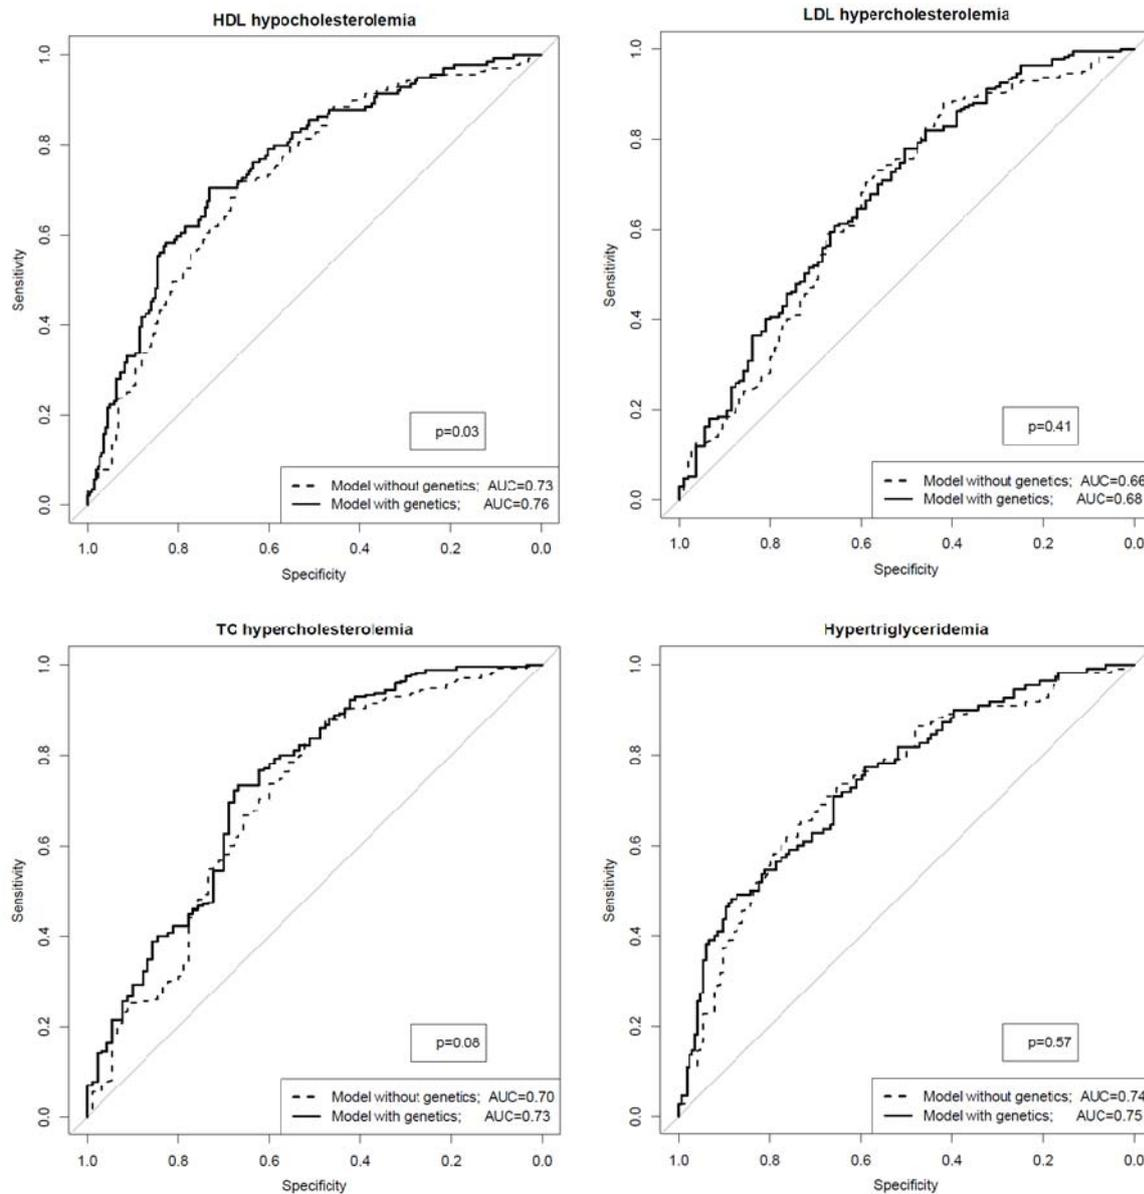 HDL hypocholesterolemia
Sensitivity
0.0 0.2 0.4 0.6 0.8 1.0
p=0.03
Model without genetics; AUC=0.73
Model with genetics; AUC=0.76
1.0 0.8 0.6 0.4 0.2 0.0
Specificity
LDL hypercholesterolemia
Sensitivity
0.0 0.2 0.4 0.6 0.8 1.0
p=0.41
Model without genetics; AUC=0.66
Model with genetics; AUC=0.68
1.0 0.8 0.6 0.4 0.2 0.0
Specificity
TC hypercholesterolemia
Sensitivity
0.0 0.2 0.4 0.6 0.8 1.0
p=0.08
Model without genetics; AUC=0.70
Model with genetics; AUC=0.73
1.0 0.8 0.6 0.4 0.2 0.0
Specificity
Hypertriglyceridemia
Sensitivity
0.0 0.2 0.4 0.6 0.8 1.0
p=0.57
Model without genetics; AUC=0.74
Model with genetics; AUC=0.75
1.0 0.8 0.6 0.4 0.2 0.0
Specificity